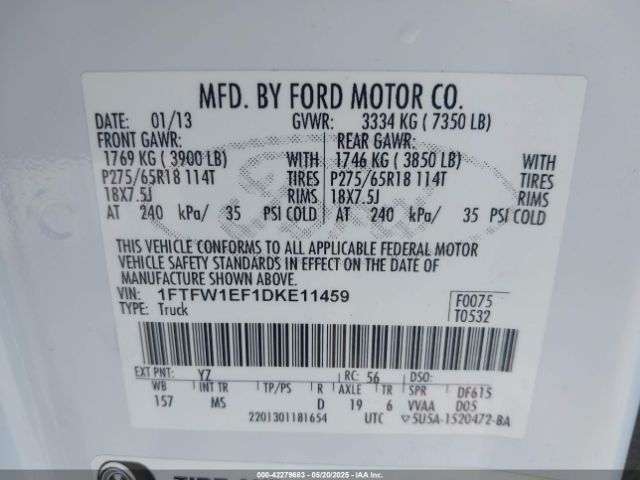 MFD. BY FORD MOTOR CO.
DATE: 01/13 GVWR: 3334 KG ( 7350 LB)
FRONT GAWR: REAR GAWR:
1769 KG ( 3900 LB) WITH 1746 KG ( 3850 LB) WITH
P275/65R18 114T TIRES P275/65R18 114T TIRES
18X7.5J RIMS 18X7.5J RIMS
AT 240 kPa/ 35 PSI COLD AT 240 kPa/ 35 PSI COLD
THIS VEHICLE CONFORMS TO ALL APPLICABLE FEDERAL MOTOR
VEHICLE SAFETY STANDARDS IN EFFECT ON THE DATE OF
MANUFACTURE SHOWN ABOVE.
VIN: 1FTFW1EF1DKE11459 F0075
TYPE: Truck T0532
EXT PNT: YZ RC: 56 DSO:
WB INT TR TP/PS R AXLE TR SPR DF615
157 MS D 19 6 VVAA D05
2201301181654 UTC 5U5A-1520472-BA
000-42279683 - 05/20/2025 - IAAI.COM